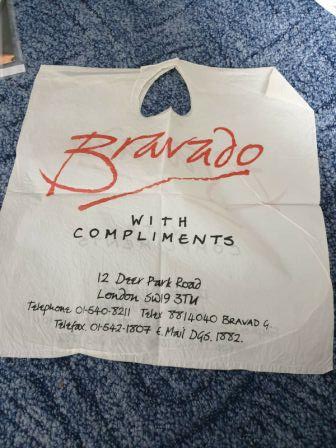 Bravado
WITH
COMPLIMENTS
12 Deer Park Road
London SW19 3TU
Telephone 01-540-8211 Telex 8814040 BRAVAD G.
Telefax. 01-542-1807 E.Mail DGS. 1882.